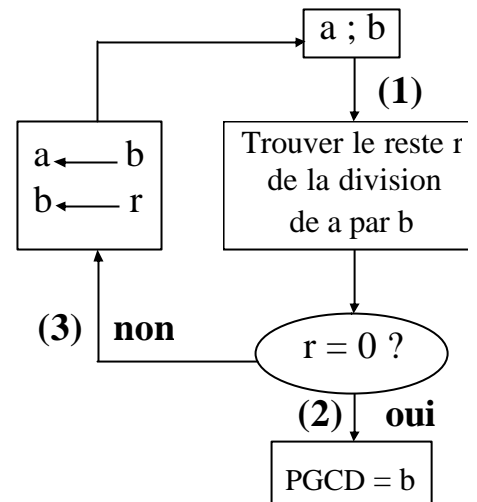 a ; b
(1)
Trouver le reste r
de la division
de a par b
a b
b r
(3) non
r = 0 ?
(2) oui
PGCD = b